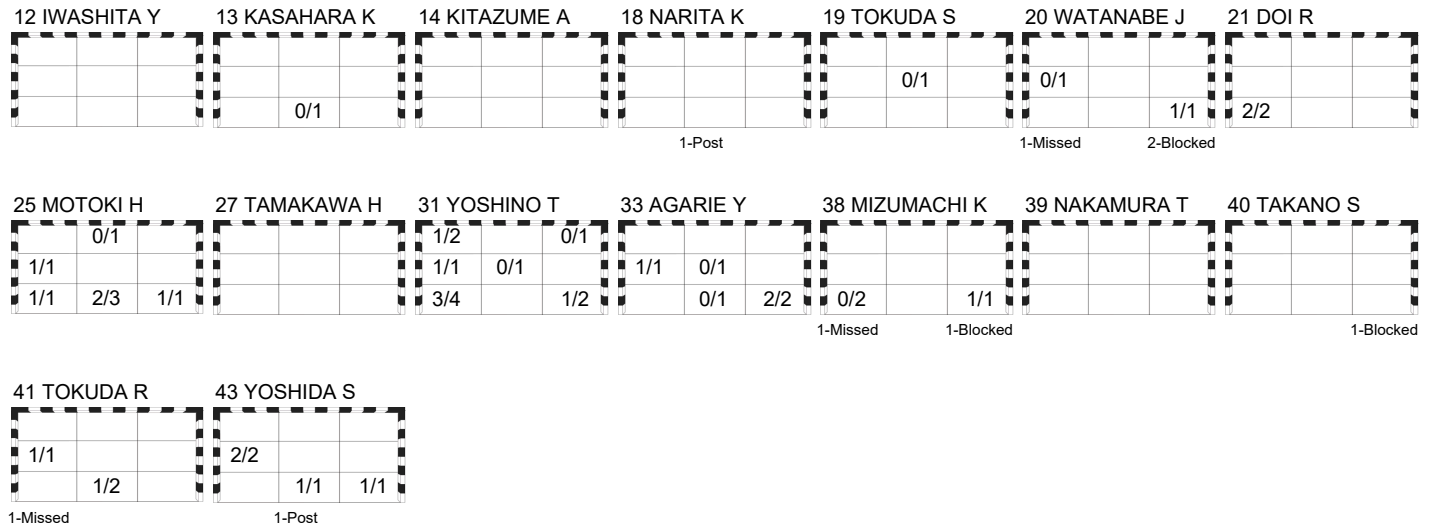 12 IWASHITA Y 13 KASAHARA K 14 KITAZUME A 18 NARITA K 19 TOKUDA S 20 WATANABE J 21 DOI R
0/1 0/1
0/1 1/1 2/2
1-Post 1-Missed 2-Blocked
25 MOTOKI H 27 TAMAKAWA H 31 YOSHINO T 33 AGARIE Y 38 MIZUMACHI K 39 NAKAMURA T 40 TAKANO S
0/1 1/2 0/1
1/1 1/1 0/1 1/1 0/1
1/1 2/3 1/1 3/4 1/2 0/1 2/2 0/2 1/1
1-Missed 1-Blocked 1-Blocked
41 TOKUDA R 43 YOSHIDA S
1/1 2/2
1/2 1/1 1/1
1-Missed 1-Post